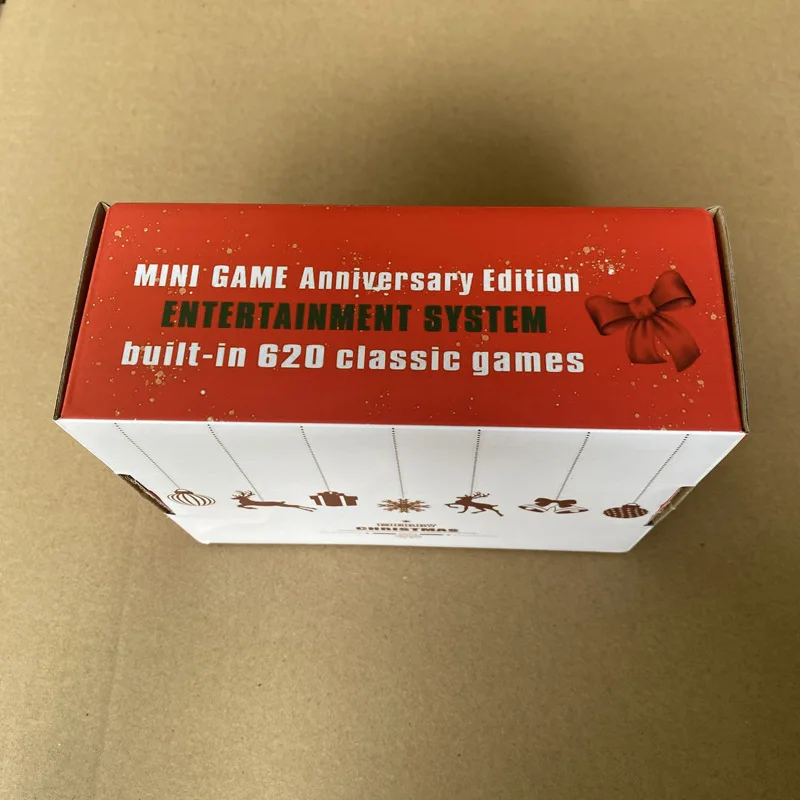 MINI GAME Anniversary Edition
ENTERTAINMENT SYSTEM
built-in 620 classic games
CHRISTMAS